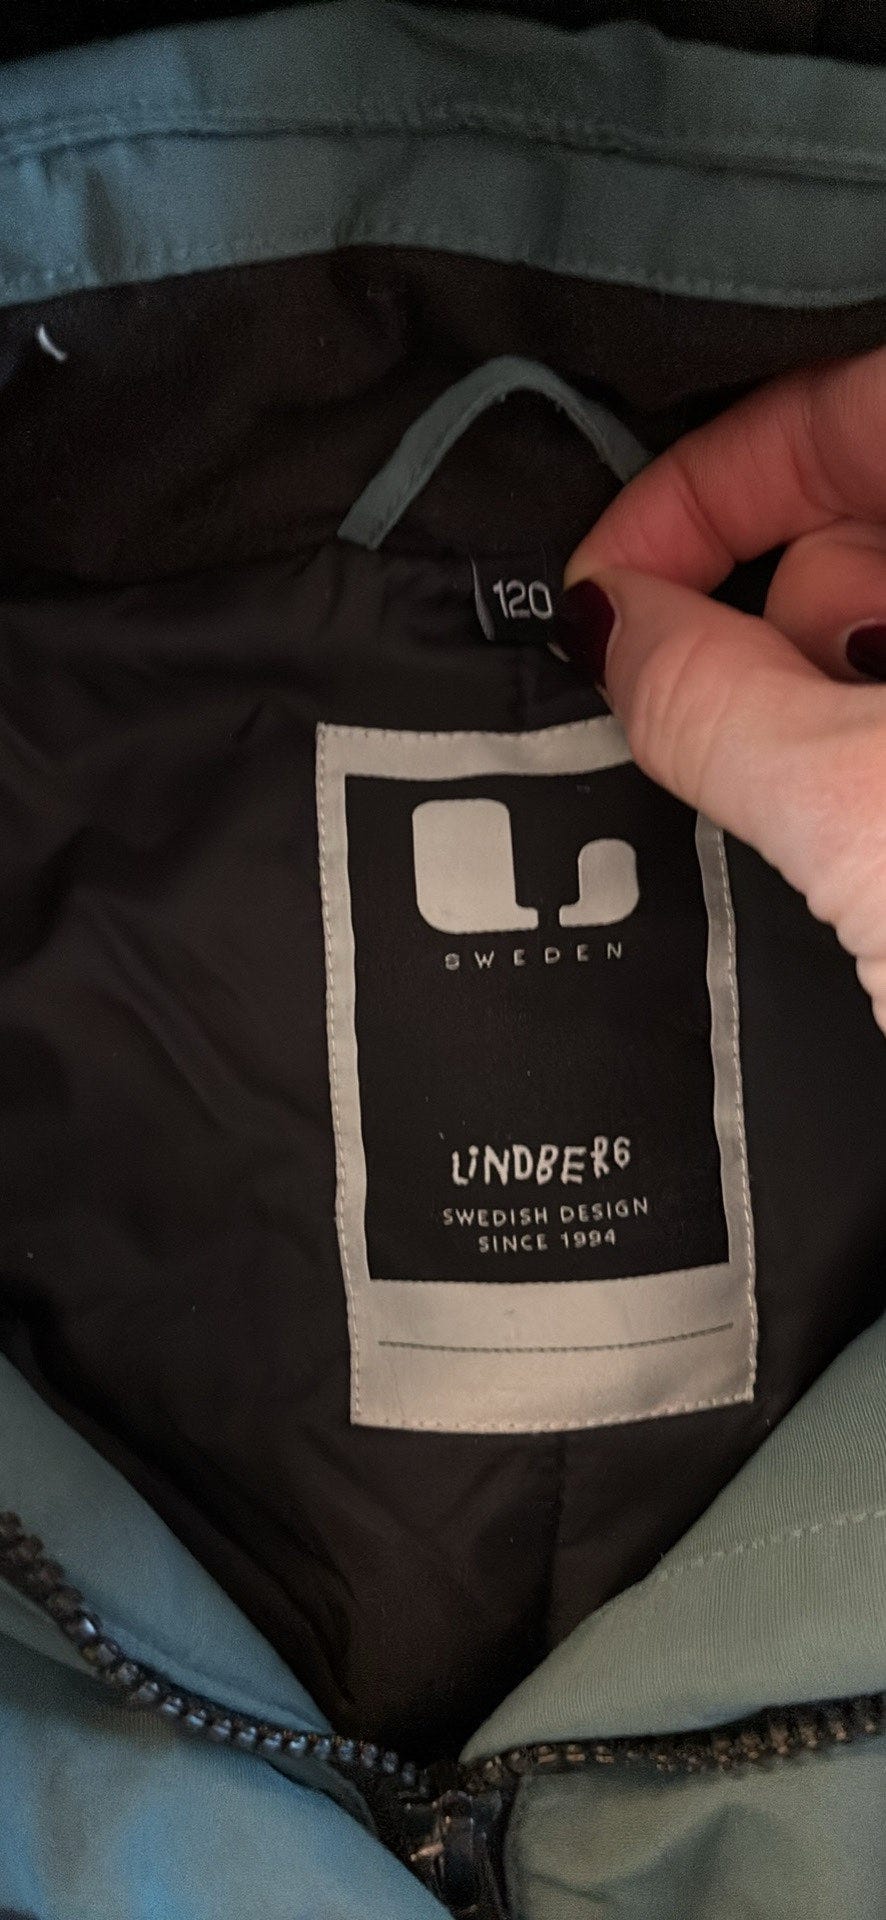 120
SWEDEN
LINDBERG
SWEDISH DESIGN
SINCE 1994